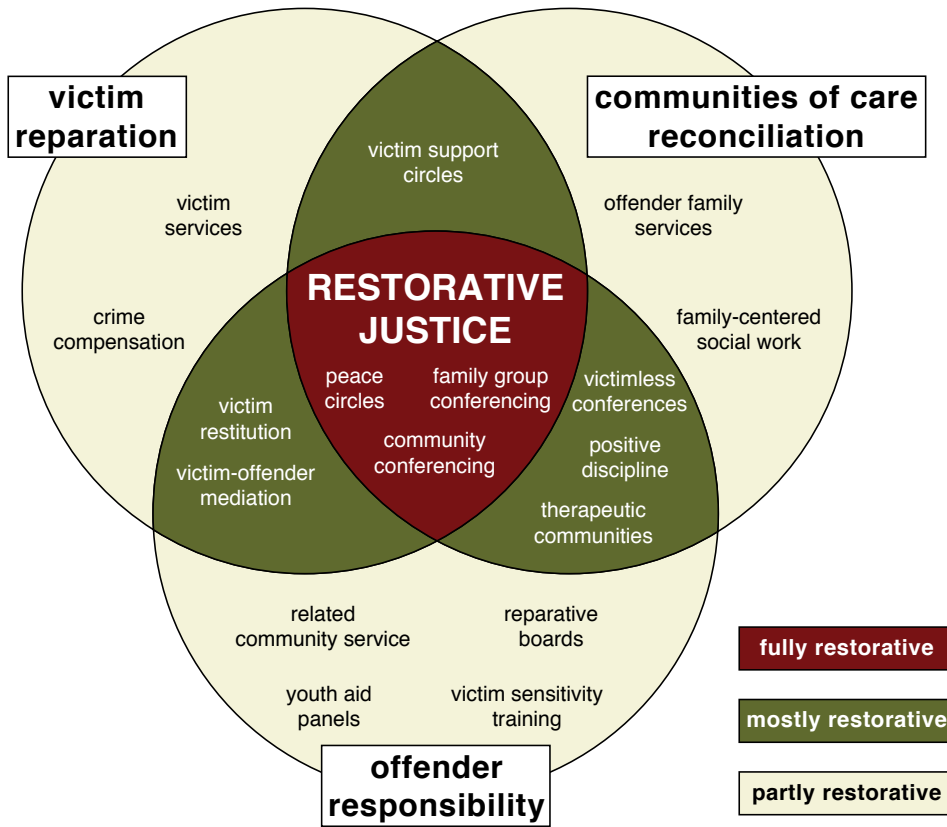 victim
reparation
communities of care
reconciliation
victim support
circles
victim
services
offender family
services
RESTORATIVE
JUSTICE
crime
compensation
family-centered
social work
peace
circles
family group
conferencing
victimless
conferences
victim
restitution
community
conferencing
positive
discipline
victim-offender
mediation
therapeutic
communities
related
community service
reparative
boards
youth aid
panels
victim sensitivity
training
offender
responsibility
fully restorative
mostly restorative
partly restorative